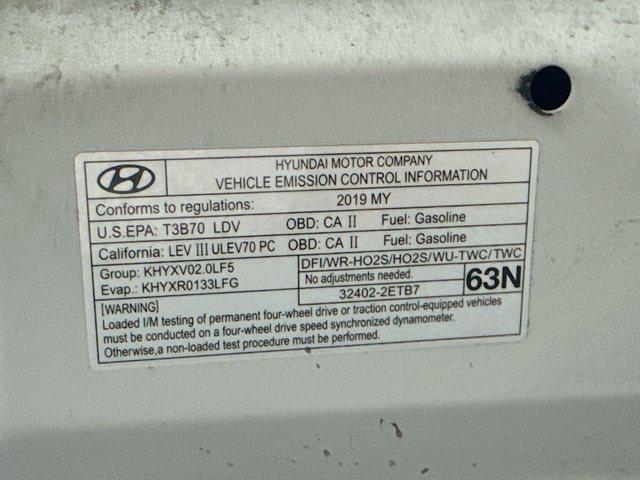 HYUNDAI MOTOR COMPANY
VEHICLE EMISSION CONTROL INFORMATION
Conforms to regulations: 2019 MY
U.S.EPA: T3B70 LDV OBD: CA II Fuel: Gasoline
California: LEV III ULEV70 PC OBD: CA II Fuel: Gasoline
Group: KHYXV02.0LF5
Evap.: KHYXR0133LFG
DFI/WR-HO2S/HO2S/WU-TWC/TWC
No adjustments needed.
32402-2ETB7
63N
[WARNING]
Loaded I/M testing of permanent four-wheel drive or traction control-equipped vehicles
must be conducted on a four-wheel drive speed synchronized dynamometer.
Otherwise,a non-loaded test procedure must be performed.